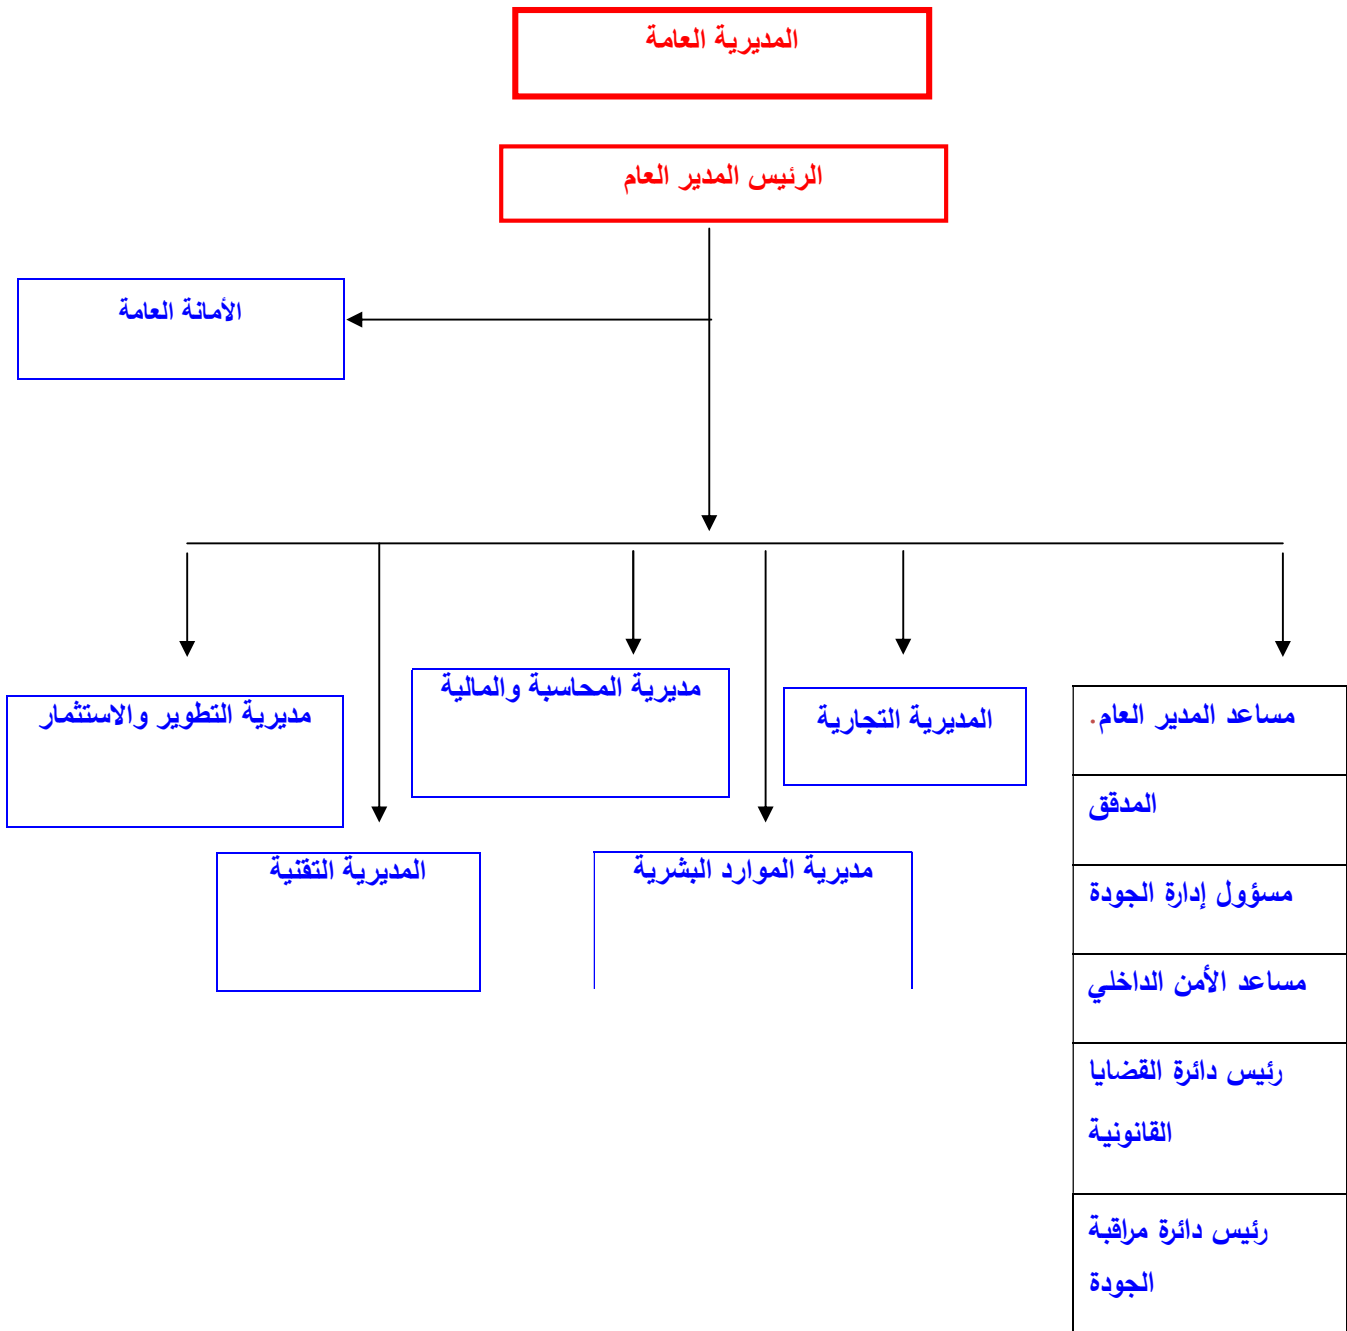 المديرية العامة
الرئيس المدير العام
الأمانة العامة
مديرية المحاسبة والمالية
مديرية التطوير والاستثمار
المديرية التجارية
مساعد المدير العام.
المدقق
المديرية التقنية
مديرية الموارد البشرية
مسؤول إدارة الجودة
مساعد الأمن الداخلي
رئيس دائرة القضايا
القانونية
رئيس دائرة مراقبة
الجودة